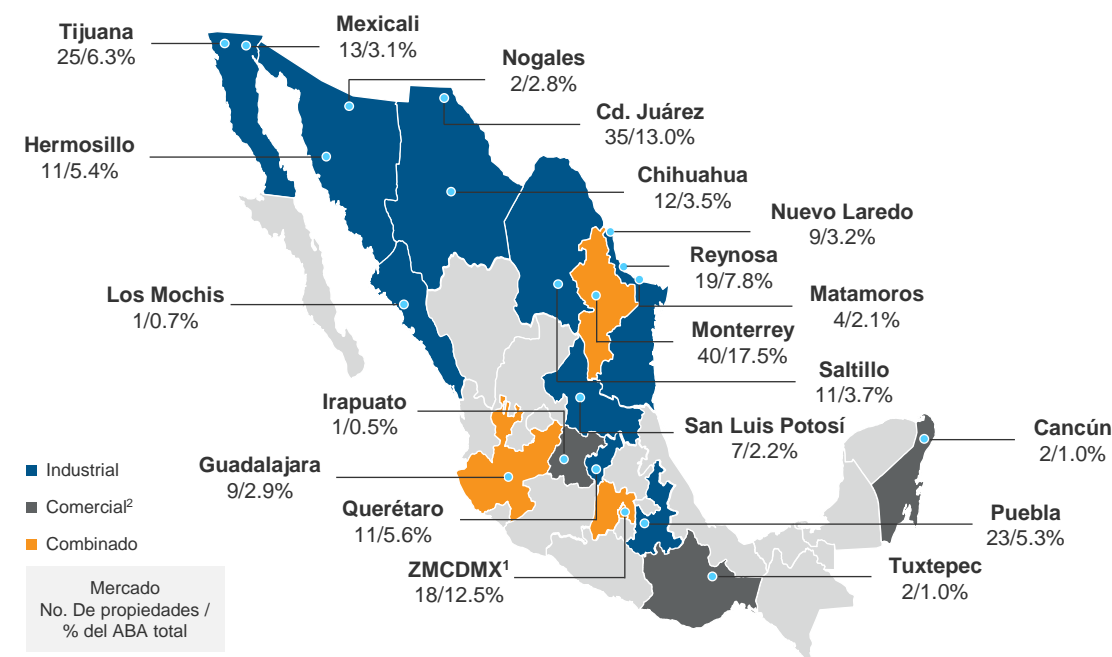 Tijuana
25/6.3%
Mexicali
13/3.1%
Nogales
2/2.8%
Cd. Juárez
35/13.0%
Hermosillo
11/5.4%
Chihuahua
12/3.5%
Nuevo Laredo
9/3.2%
Reynosa
19/7.8%
Matamoros
4/2.1%
Los Mochis
1/0.7%
Monterrey
40/17.5%
Saltillo
11/3.7%
Irapuato
1/0.5%
San Luis Potosí
7/2.2%
Cancún
2/1.0%
Guadalajara
9/2.9%
Querétaro
11/5.6%
Puebla
23/5.3%
ZMCDMX¹
18/12.5%
Tuxtepec
2/1.0%
Industrial
Comercial²
Combinado
Mercado
No. De propiedades /
% del ABA total